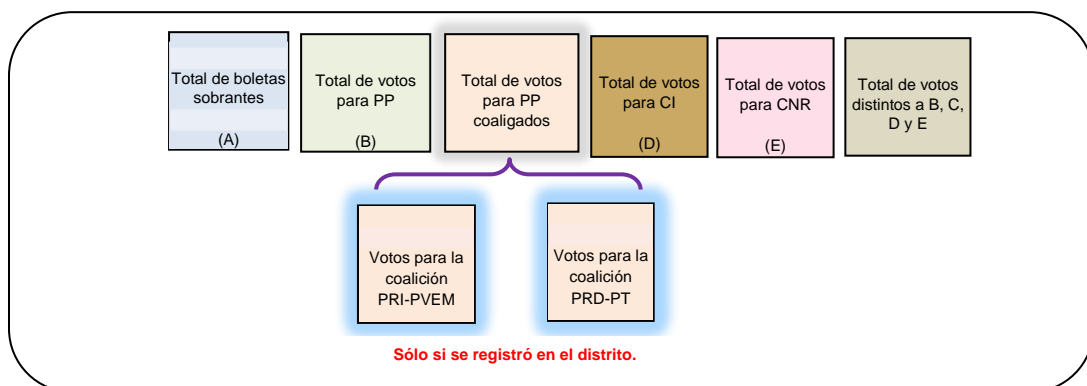 Total de boletas
sobrantes
(A)
Total de votos
para PP
(B)
Total de votos
para PP
coaligados
Total de votos
para CI
(D)
Total de votos
para CNR
(E)
Total de votos
distintos a B, C,
D y E
Votos para la
coalición
PRI-PVEM
Votos para la
coalición
PRD-PT
Sólo si se registró en el distrito.